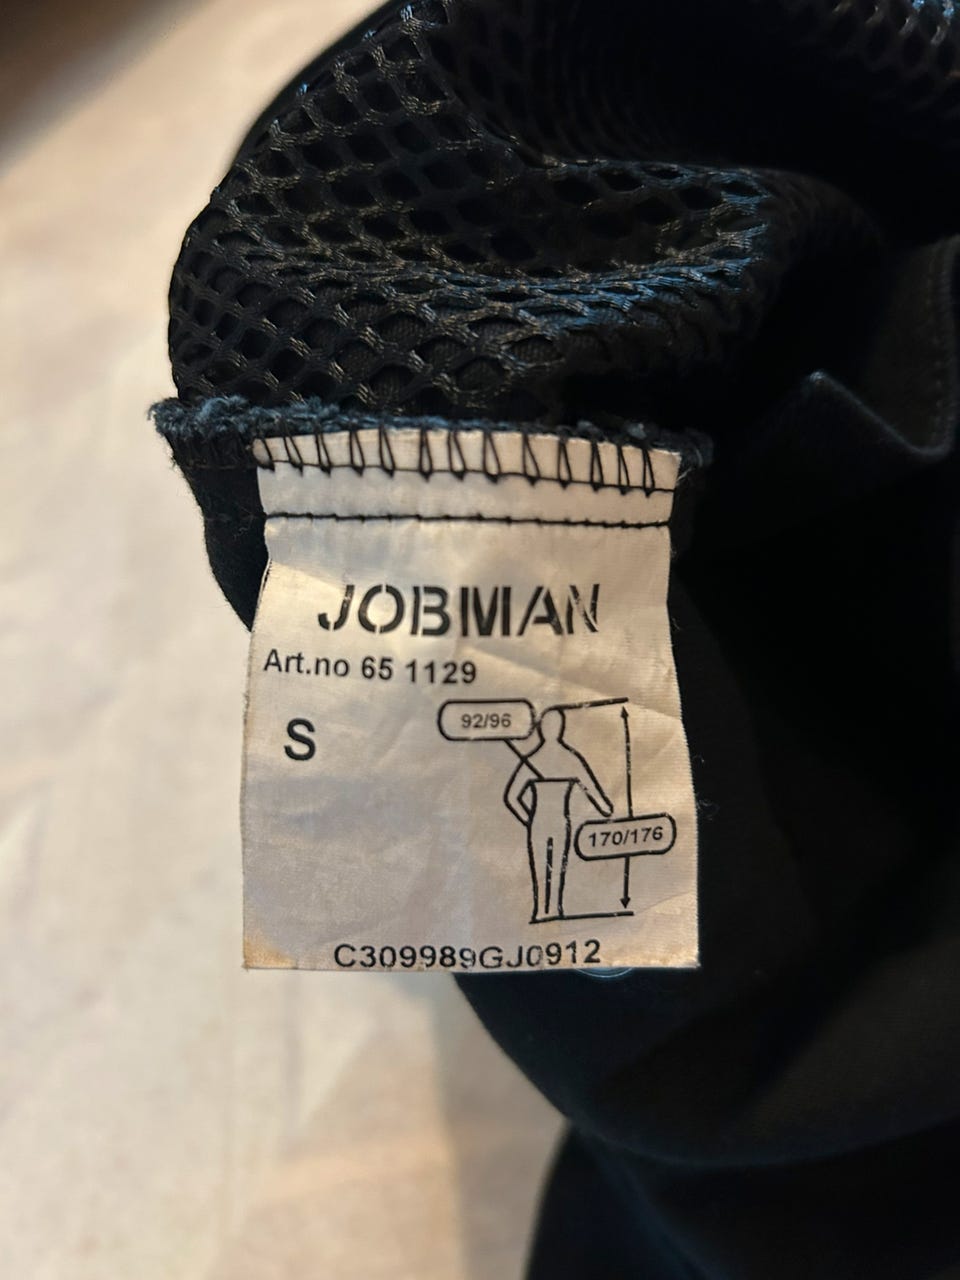 JOBMAN
Art.no 65 1129
S
92/96
170/176
C309989GJ0912